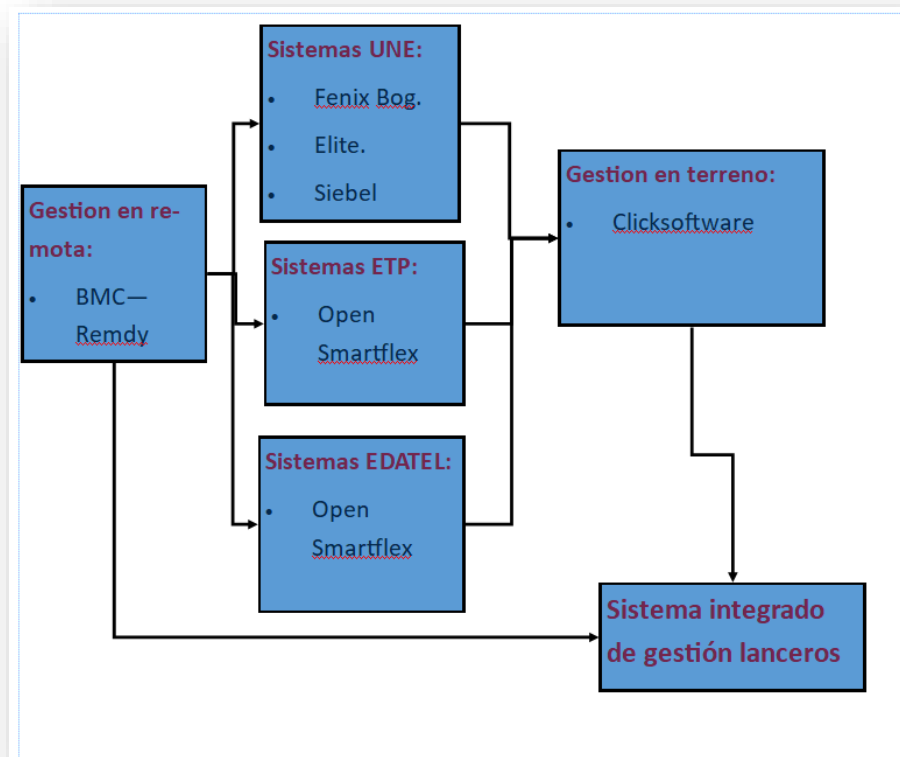 Gestion en re-
mota:
• BMC—
Remdy
Sistemas UNE:
• Fenix Bog.
• Elite.
• Siebel
Sistemas ETP:
• Open
Smartflex
Sistemas EDATEL:
• Open
Smartflex
Gestion en terreno:
• Clicksoftware
Sistema integrado
de gestión lanceros